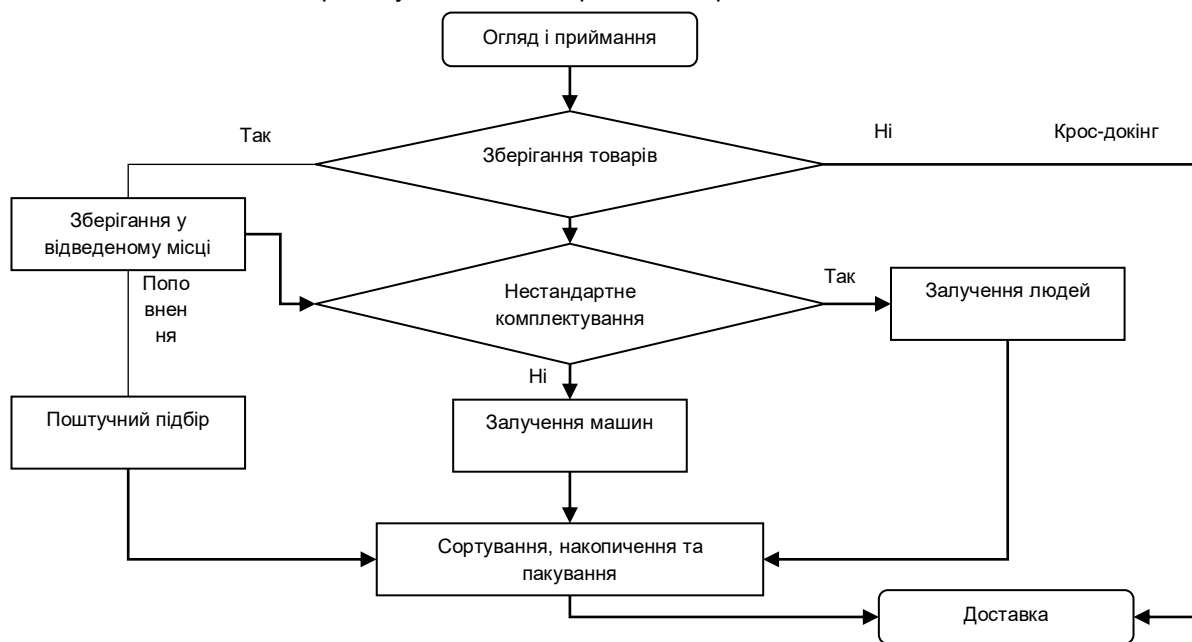 Огляд і приймання
Так
Ні
Крос-докінг
Зберігання товарів
Зберігання у
відведеному місці
Попо
внен
ня
Нестандартне
комплектування
Так
Залучення людей
Ні
Поштучний підбір
Залучення машин
Сортування, накопичення та
пакування
Доставка